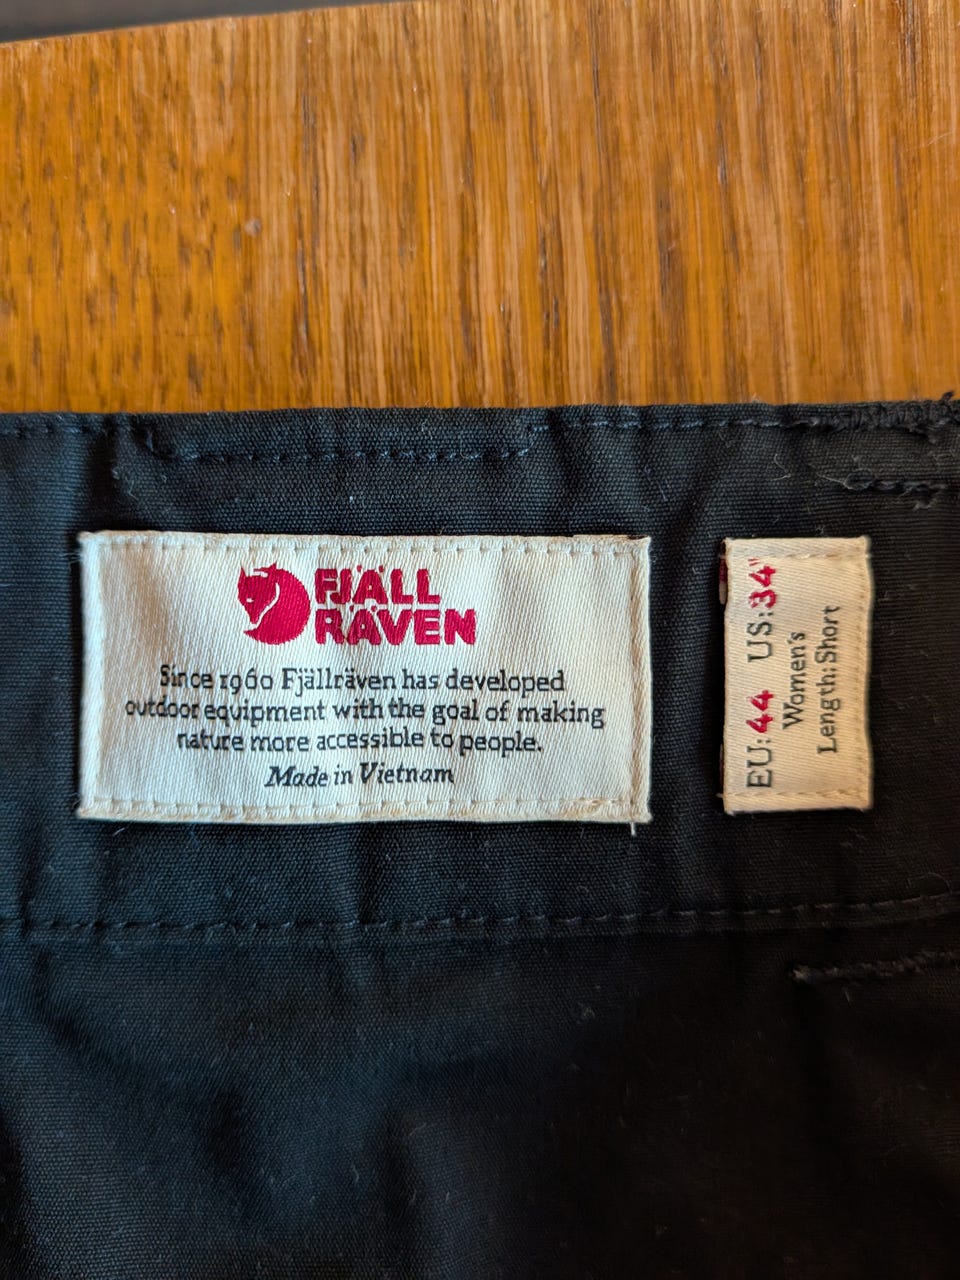 FJÄLL
RÄVEN
Since 1960 Fjällräven has developed
outdoor equipment with the goal of making
nature more accessible to people.
Made in Vietnam
EU: 44 US: 34"
Women's
Length: Short